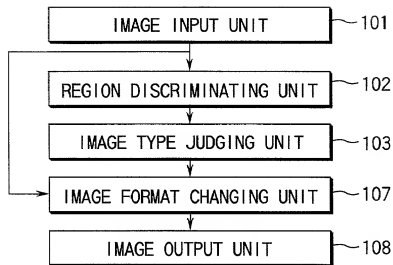 IMAGE INPUT UNIT 101
REGION DISCRIMINATING UNIT 102
IMAGE TYPE JUDGING UNIT 103
IMAGE FORMAT CHANGING UNIT 107
IMAGE OUTPUT UNIT 108